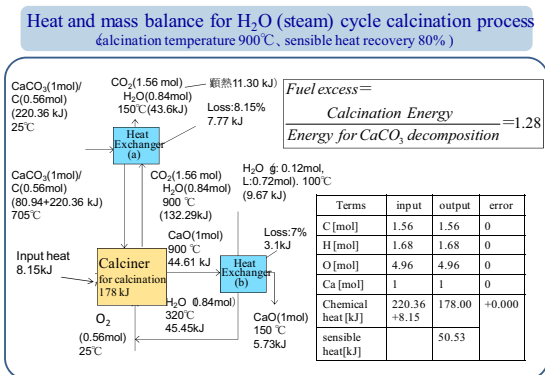 Heat and mass balance for H₂O (steam) cycle calcination process
(calcination temperature 900℃、sensible heat recovery 80% )
CaCO₃(1mol)/
C(0.56mol)
(220.36 kJ)
25℃
CO₂(1.56 mol)
H₂O(0.84mol)
150℃(43.6kJ)
顕熱11.30 kJ)
Loss:8.15%
7.77 kJ
Heat
Exchanger
(a)
Fuel excess=
Calcination Energy
Energy for CaCO₃ decomposition
=1.28
CaCO₃(1mol)/
C(0.56mol)
(80.94+220.36 kJ)
705℃
CO₂(1.56 mol)
H₂O(0.84mol)
900 ℃
(132.29kJ)
H₂O g: 0.12mol,
L:0.72mol). 100℃
(9.67 kJ)
CaO(1mol)
900 ℃
44.61 kJ
Loss:7%
3.1kJ
Input heat
8.15kJ
Calciner
for calcination
178 kJ
Heat
Exchanger
(b)
H₂O (0.84mol)
320℃
45.45kJ
O₂
(0.56mol)
25℃
CaO(1mol)
150 ℃
5.73kJ
Terms input output error
C [mol] 1.56 1.56 0
H [mol] 1.68 1.68 0
O [mol] 4.96 4.96 0
Ca [mol] 1 1 0
Chemical heat [kJ] 220.36 +8.15 178.00 +0.000
sensible heat[kJ] 50.53